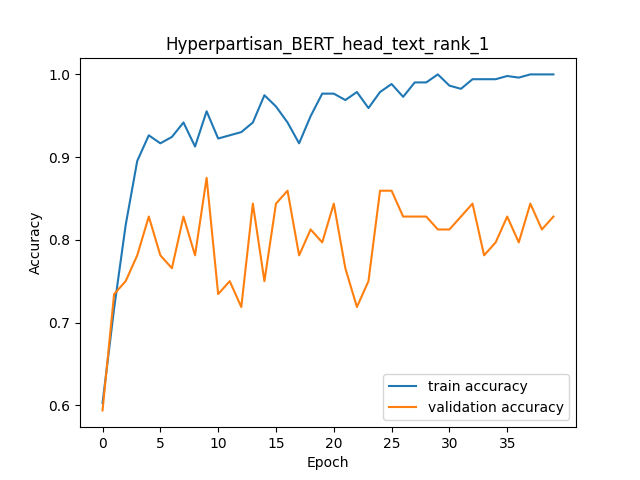 Hyperpartisan_BERT_head_text_rank_1
1.0
0.9
0.8
0.7
0.6
Accuracy
0 5 10 15 20 25 30 35
Epoch
train accuracy
validation accuracy